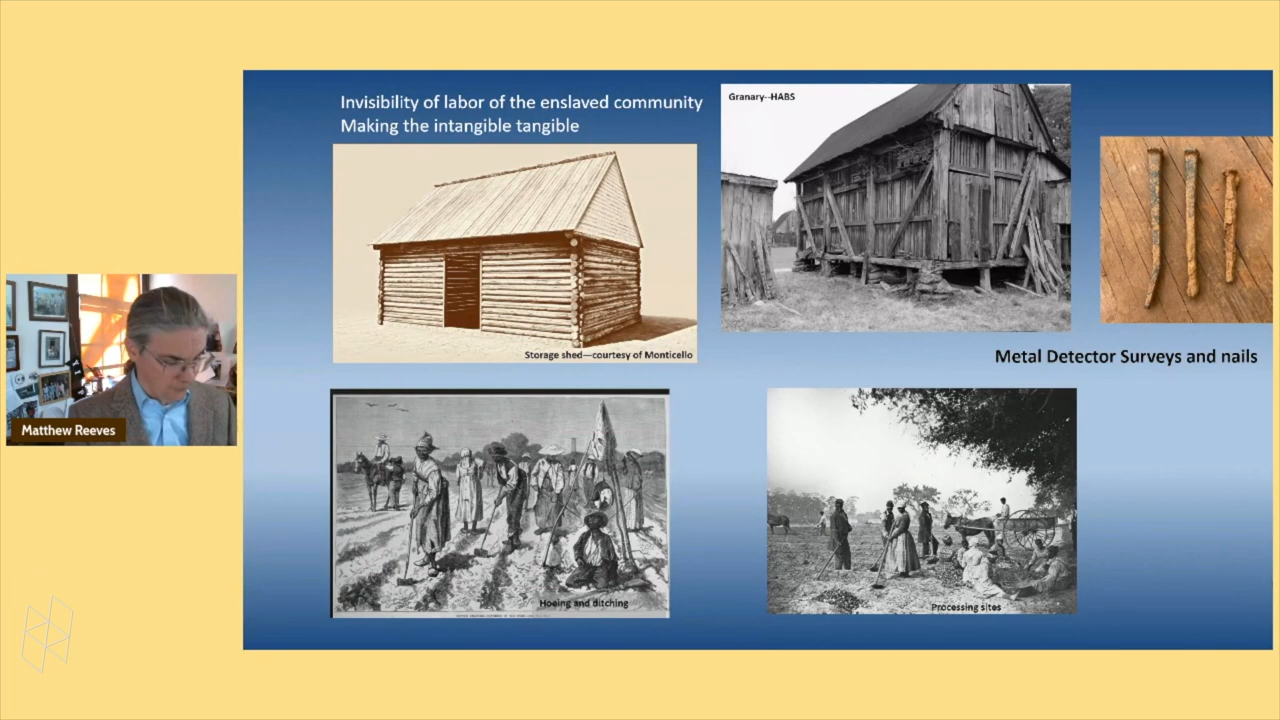 Invisibility of labor of the enslaved community
Making the intangible tangible
Granary--HABS
Storage shed—courtesy of Monticello
Metal Detector Surveys and nails
Matthew Reeves
Hoeing and ditching
Processing sites